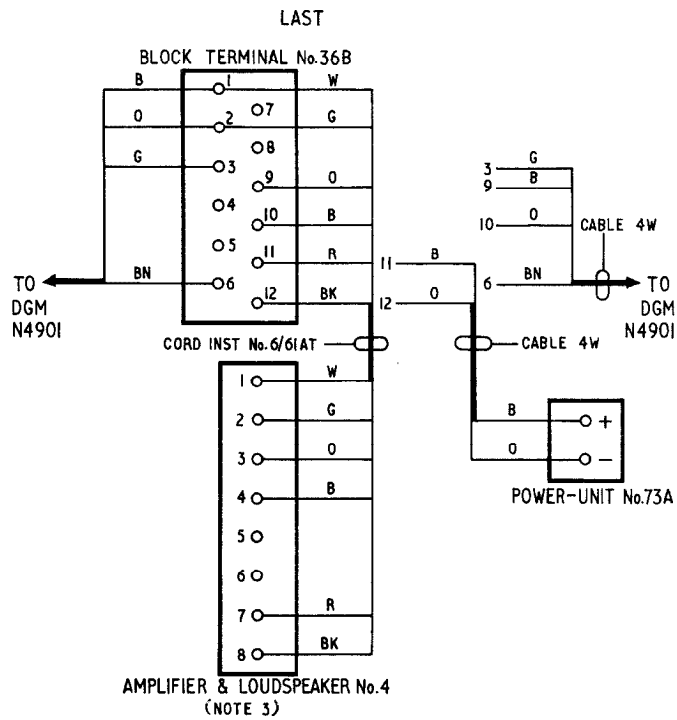 LAST
BLOCK TERMINAL No.36B
B 1 W
O7
O 2 G
8
G 3
9 O
4
10 B
5
11 R
BN 6
12 BK
TO
DGM
N4901
3 G
9 B
10 O
CABLE 4W
6 BN
TO
DGM
N4901
11 B
12 O
CORD INST No.6/61AT
CABLE 4W
1 W
2 G
3 O
4 B
5
6
7 R
8 BK
B +
O −
POWER-UNIT No.73A
AMPLIFIER & LOUDSPEAKER No.4
(NOTE 3)